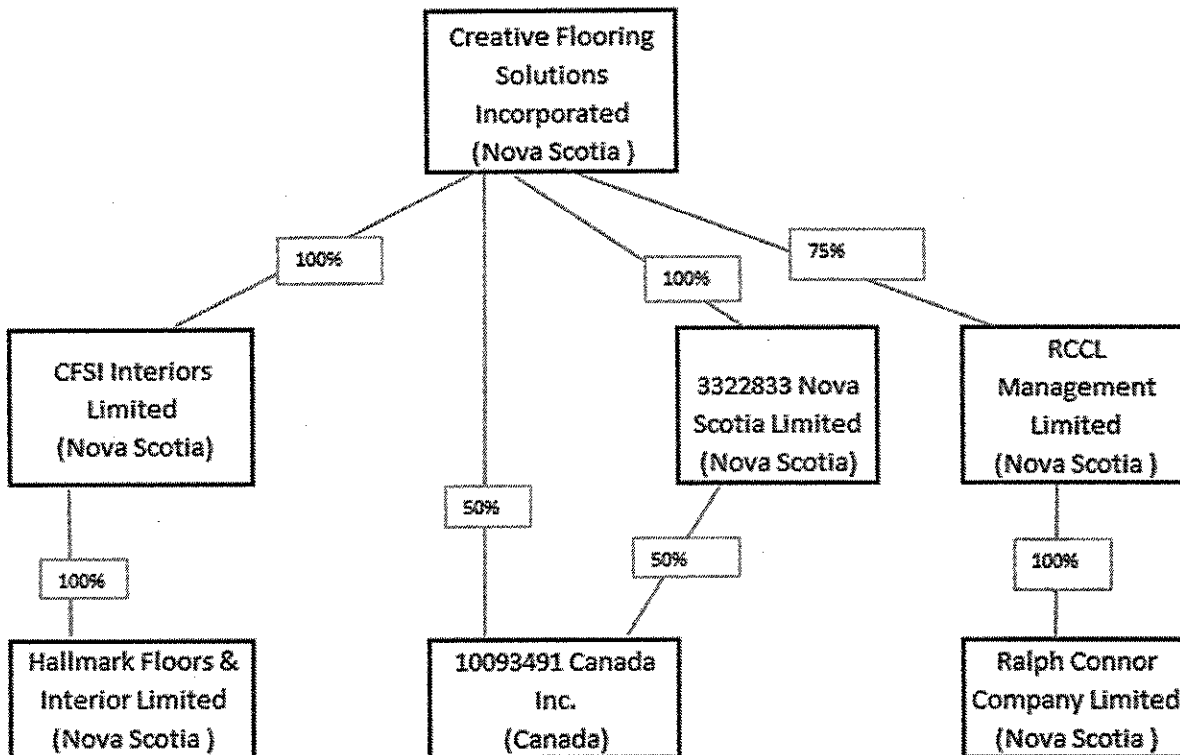 Creative Flooring
Solutions
Incorporated
(Nova Scotia )
100%
75%
100%
CFSI Interiors
Limited
(Nova Scotia)
3322833 Nova
Scotia Limited
(Nova Scotia)
RCCL
Management
Limited
(Nova Scotia )
50%
50%
100%
100%
Hallmark Floors &
Interior Limited
(Nova Scotia )
10093491 Canada
Inc.
(Canada)
Ralph Connor
Company Limited
(Nova Scotia )